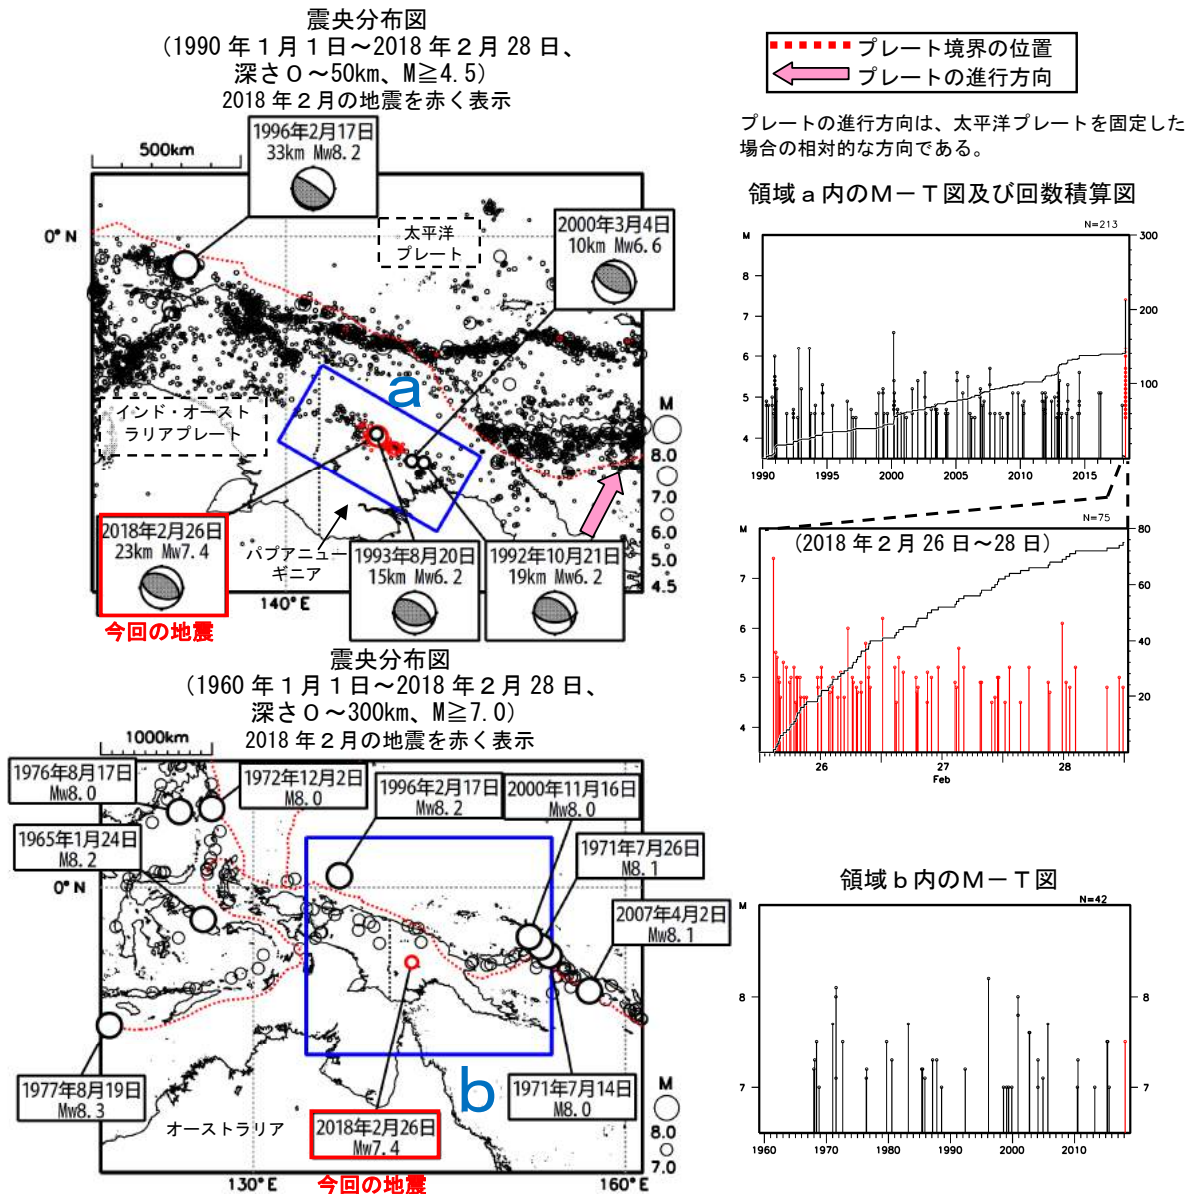 震央分布図
(1990年1月1日～2018年2月28日、
深さ0～50km、M≧4.5)
2018年2月の地震を赤く表示
プレート境界の位置
プレートの進行方向
プレートの進行方向は、太平洋プレートを固定した
場合の相対的な方向である。
500km
1996年2月17日
33km Mw8.2
2000年3月4日
10km Mw6.6
太平洋
プレート
0°N
a
インド・オースト
ラリアプレート
M
8.0
7.0
6.0
5.0
4.5
2018年2月26日
23km Mw7.4
パプアニュー
ギニア
1993年8月20日
15km Mw6.2
1992年10月21日
19km Mw6.2
140°E
今回の地震
領域a内のM－T図及び回数積算図
N=213
M
8
7
6
5
4
300
200
100
1990
1995
2000
2005
2010
2015
N=75
(2018年2月26日～28日)
M
7
6
5
4
80
60
40
20
26
27
28
Feb
震央分布図
(1960年1月1日～2018年2月28日、
深さ0～300km、M≧7.0)
2018年2月の地震を赤く表示
1000km
160°E
1976年8月17日
Mw8.0
1972年12月2日
M8.0
1996年2月17日
Mw8.2
2000年11月16日
Mw8.0
1965年1月24日
M8.2
1971年7月26日
M8.1
0°N
2007年4月2日
Mw8.1
1977年8月19日
Mw8.3
1971年7月14日
M8.0
b
オーストラリア
2018年2月26日
Mw7.4
M
8.0
7.0
130°E
160°E
今回の地震
領域b内のM－T図
N=42
M
8
7
8
7
1960
1970
1980
1990
2000
2010